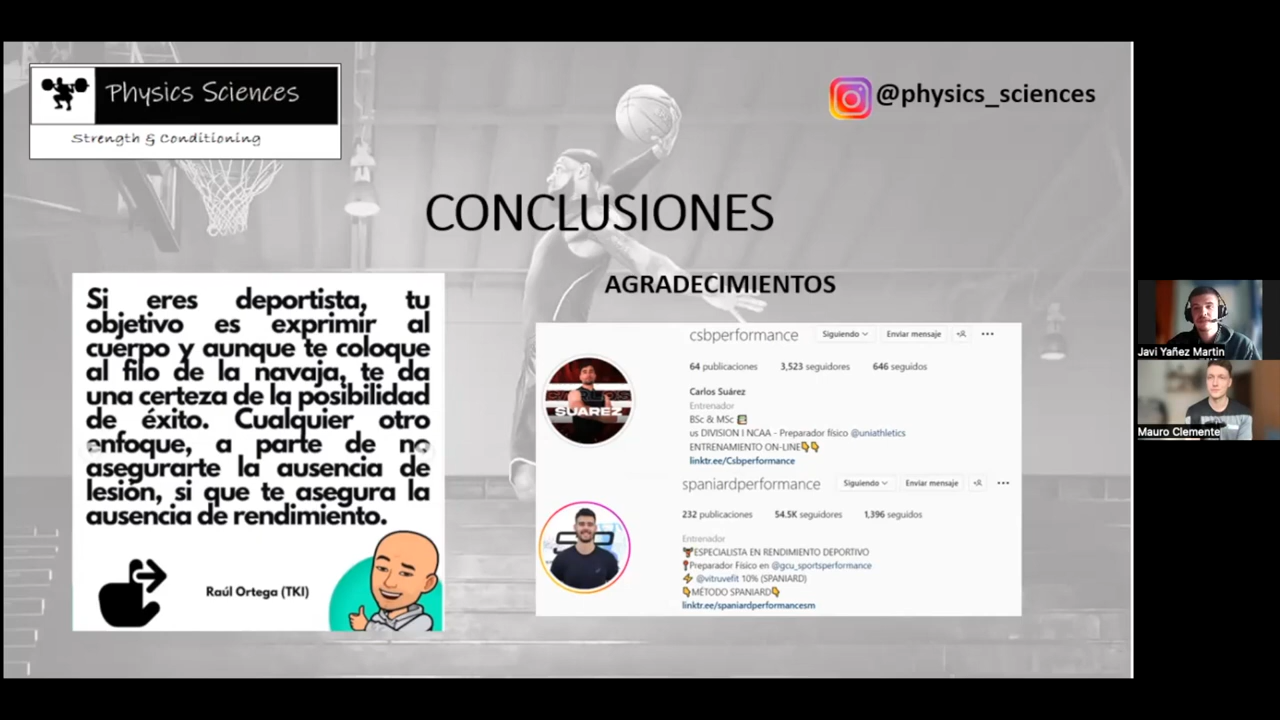 Physics Sciences
Strength & Conditioning
@physics_sciences
CONCLUSIONES
AGRADECIMIENTOS
Si eres deportista, tu
objetivo es exprimir al
cuerpo y aunque te coloque
al filo de la navaja, te da
una certeza de la posibilidad
de éxito. Cualquier otro
enfoque, a parte de no
asegurarte la ausencia de
lesión, si que te asegura la
ausencia de rendimiento.
Raúl Ortega (TKI)
csbperformance Siguiendo Enviar mensaje
64 publicaciones 3,523 seguidores 646 seguidos
Carlos Suárez
Entrenador
BSc & MSc
us DIVISION I NCAA - Preparador físico @uniathletics
ENTRENAMIENTO ON-LINE
linktr.ee/Csbperformance
SUAREZ
spaniardperformance Siguiendo Enviar mensaje
232 publicaciones 54.5K seguidores 1,396 seguidos
Entrenador
ESPECIALISTA EN RENDIMIENTO DEPORTIVO
Preparador Físico en @gcu_sportsperformance
@vitruvefit 10% (SPANIARD)
MÉTODO SPANIARD
linktr.ee/spaniardperformancesm
Javi Yañez Martin
Mauro Clemente